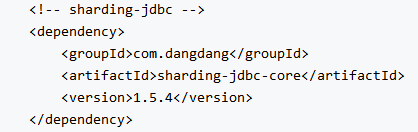 <!-- sharding-jdbc -->
<dependency>
    <groupId>com.dangdang</groupId>
    <artifactId>sharding-jdbc-core</artifactId>
    <version>1.5.4</version>
</dependency>